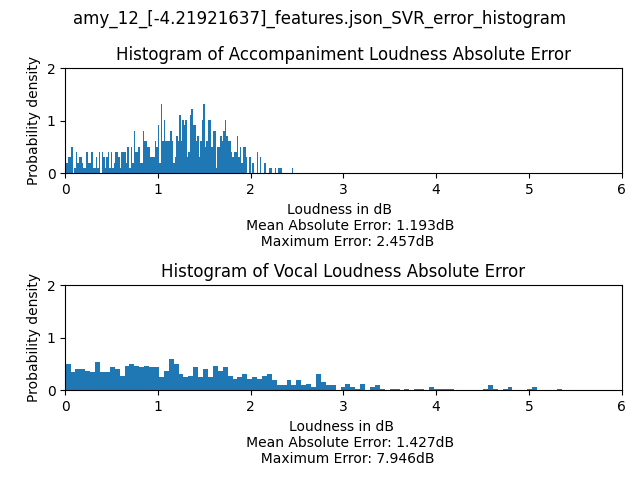 amy_12_[-4.21921637]_features.json_SVR_error_histogram
Histogram of Accompaniment Loudness Absolute Error
Probability density
2
1
0
0 1 2 3 4 5 6
Loudness in dB
Mean Absolute Error: 1.193dB
Maximum Error: 2.457dB
Histogram of Vocal Loudness Absolute Error
Probability density
2
1
0
0 1 2 3 4 5 6
Loudness in dB
Mean Absolute Error: 1.427dB
Maximum Error: 7.946dB